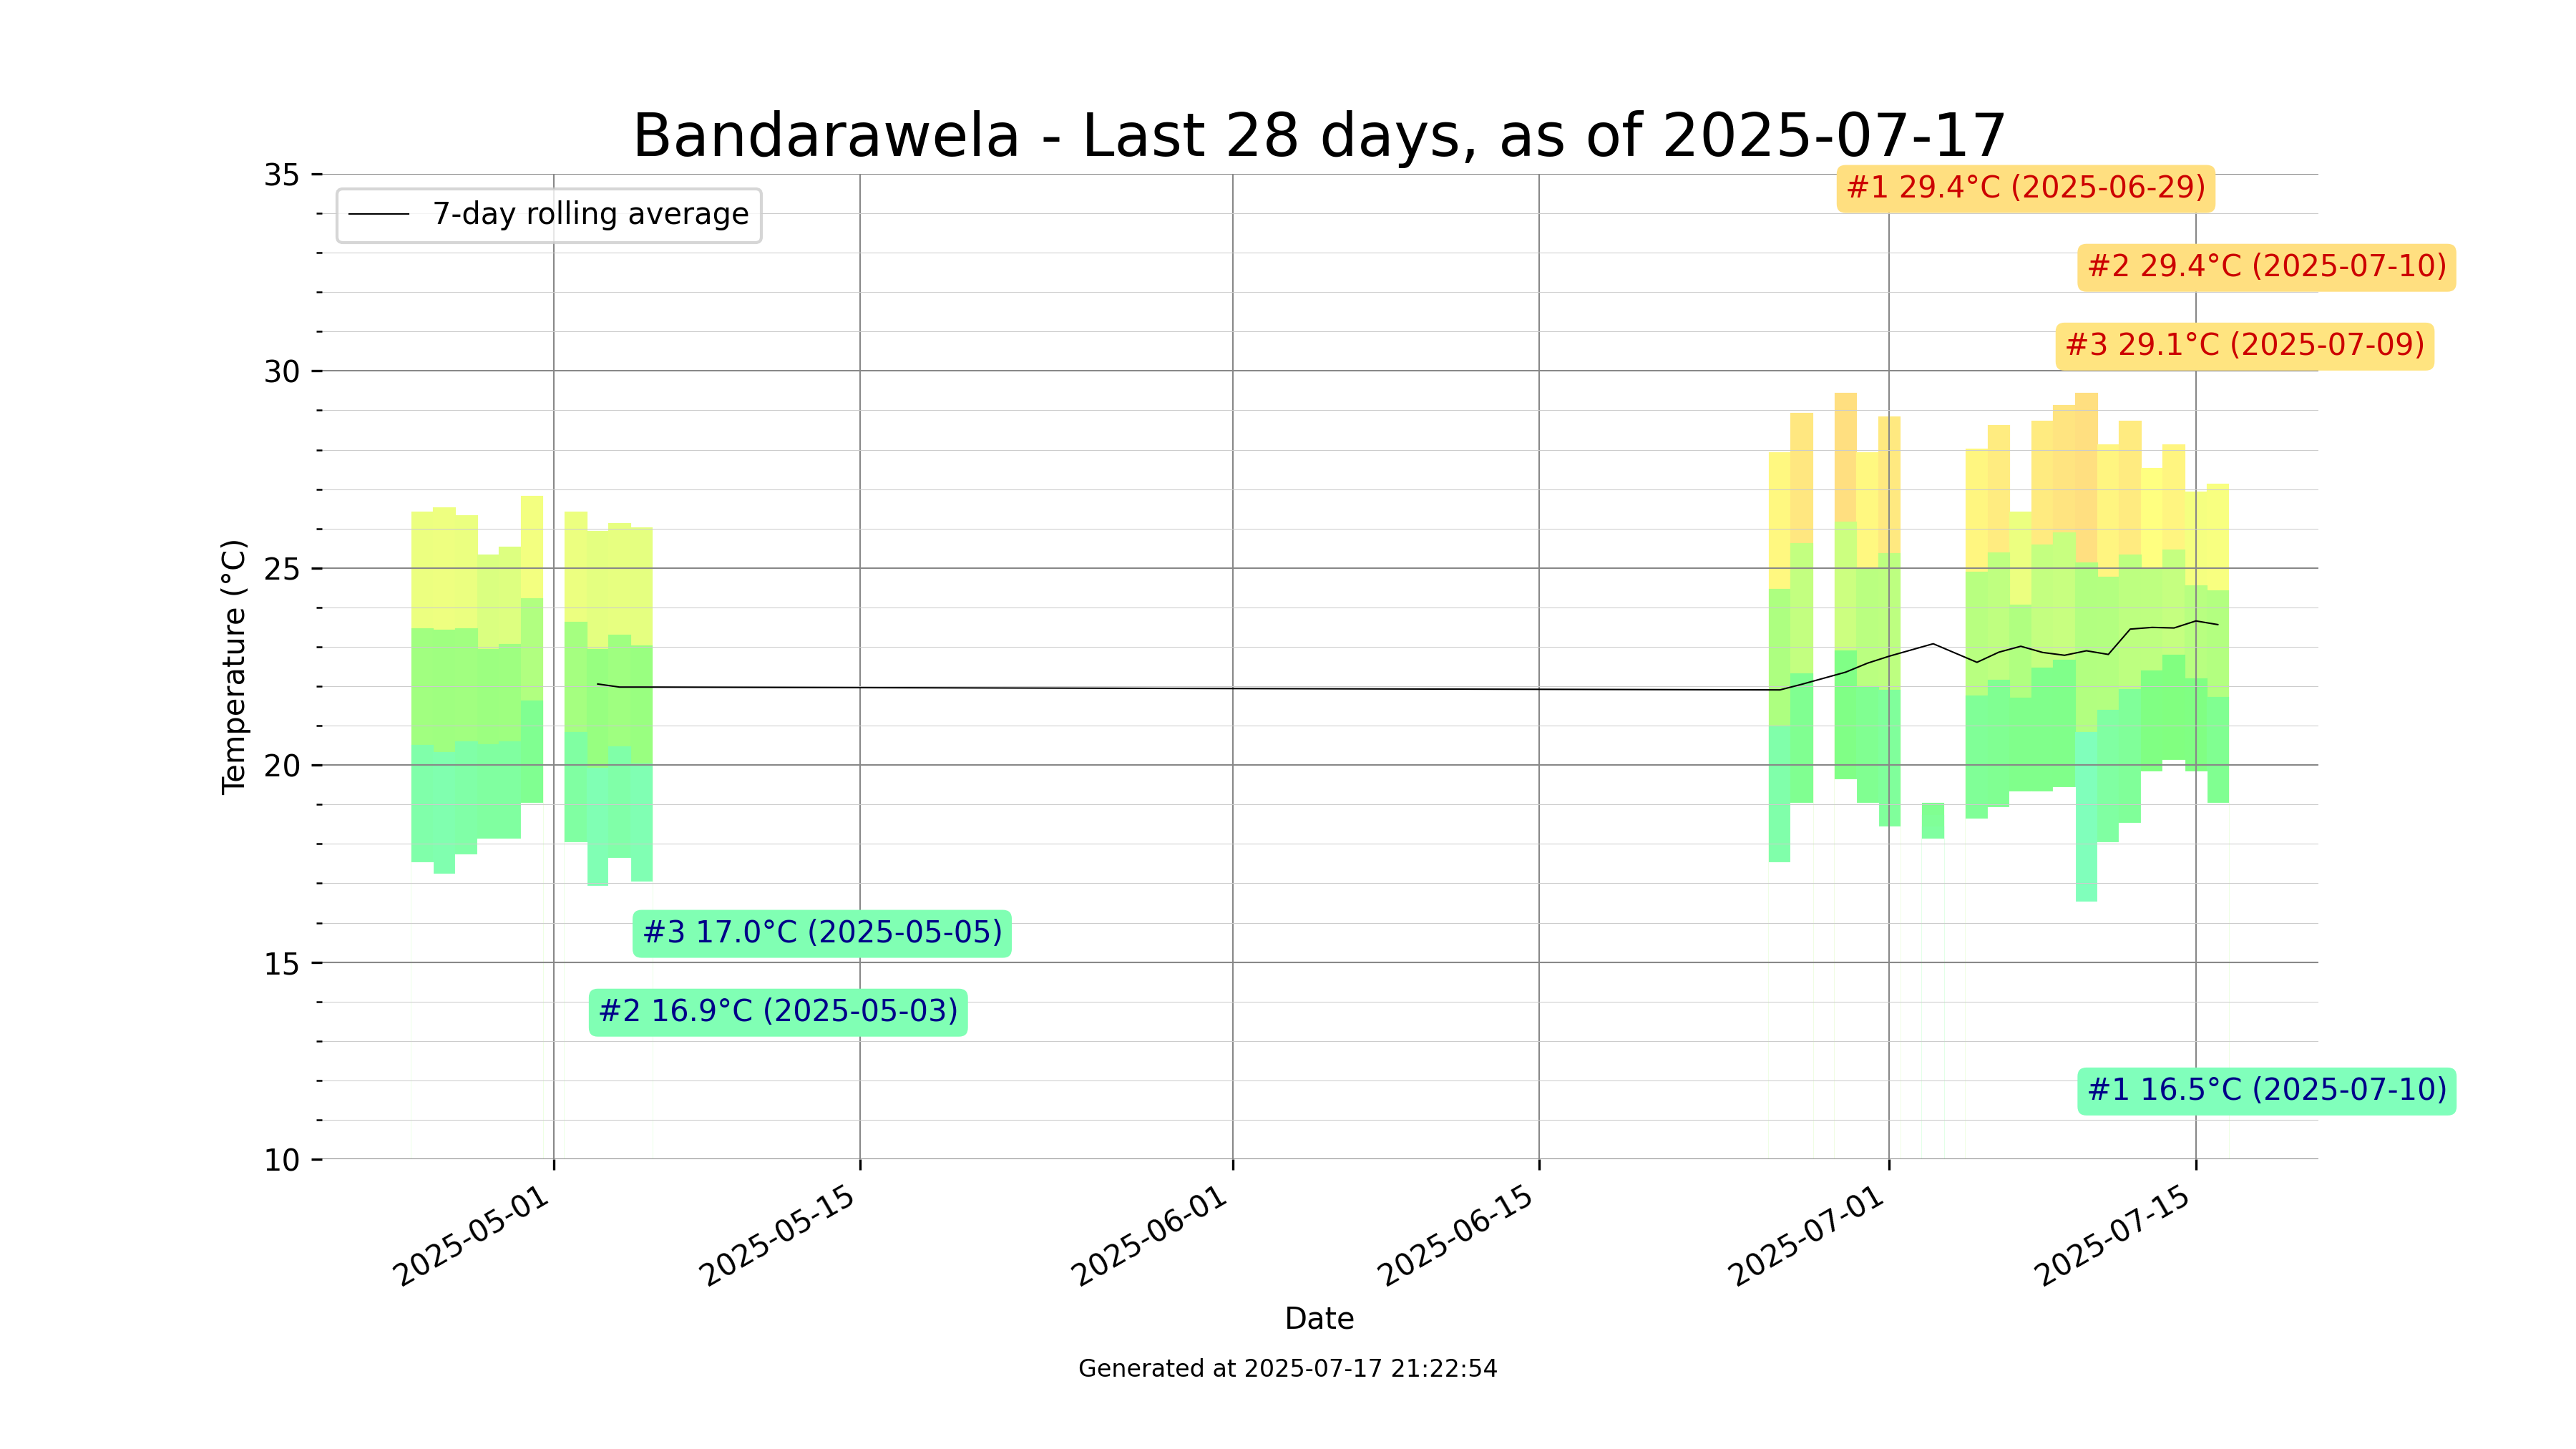 Bandarawela - Last 28 days, as of 2025-07-17
7-day rolling average
#1 29.4°C (2025-06-29)
#2 29.4°C (2025-07-10)
#3 29.1°C (2025-07-09)
#3 17.0°C (2025-05-05)
#2 16.9°C (2025-05-03)
#1 16.5°C (2025-07-10)
Temperature (°C)
35
30
25
20
15
10
2025-05-01
2025-05-15
2025-06-01
2025-06-15
2025-07-01
2025-07-15
Date
Generated at 2025-07-17 21:22:54